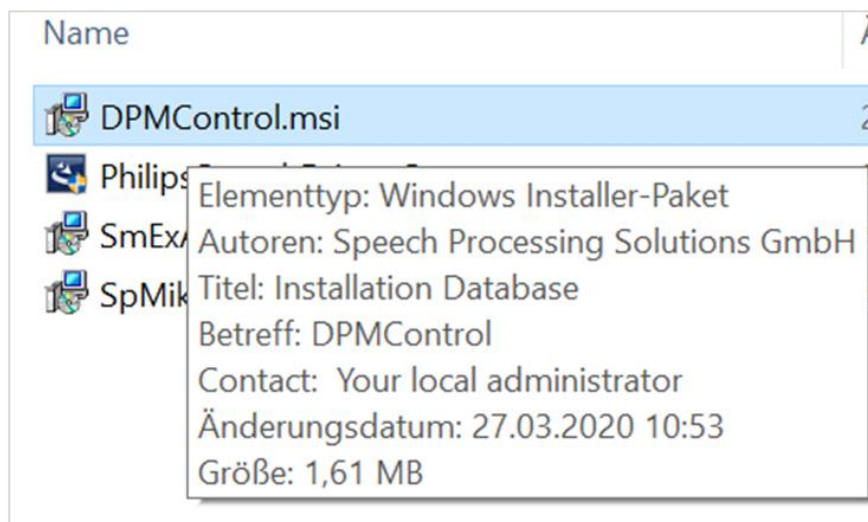 Name
DPMControl.msi
Philips
SmEx
SpMik
Elementtyp: Windows Installer-Paket
Autoren: Speech Processing Solutions GmbH
Titel: Installation Database
Betreff: DPMControl
Contact: Your local administrator
Änderungsdatum: 27.03.2020 10:53
Größe: 1,61 MB